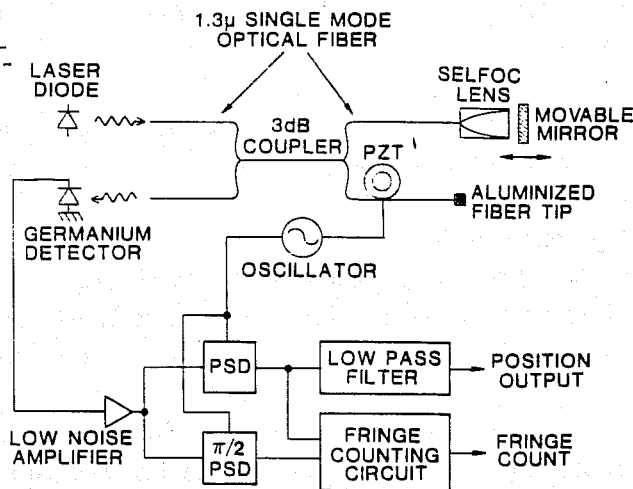 1.3μ SINGLE MODE
OPTICAL FIBER
LASER
DIODE
SELFOC
LENS
MOVABLE
MIRROR
3dB
COUPLER
PZT
ALUMINIZED
FIBER TIP
GERMANIUM
DETECTOR
OSCILLATOR
PSD
LOW PASS
FILTER
POSITION
OUTPUT
LOW NOISE
AMPLIFIER
π/2
PSD
FRINGE
COUNTING
CIRCUIT
FRINGE
COUNT